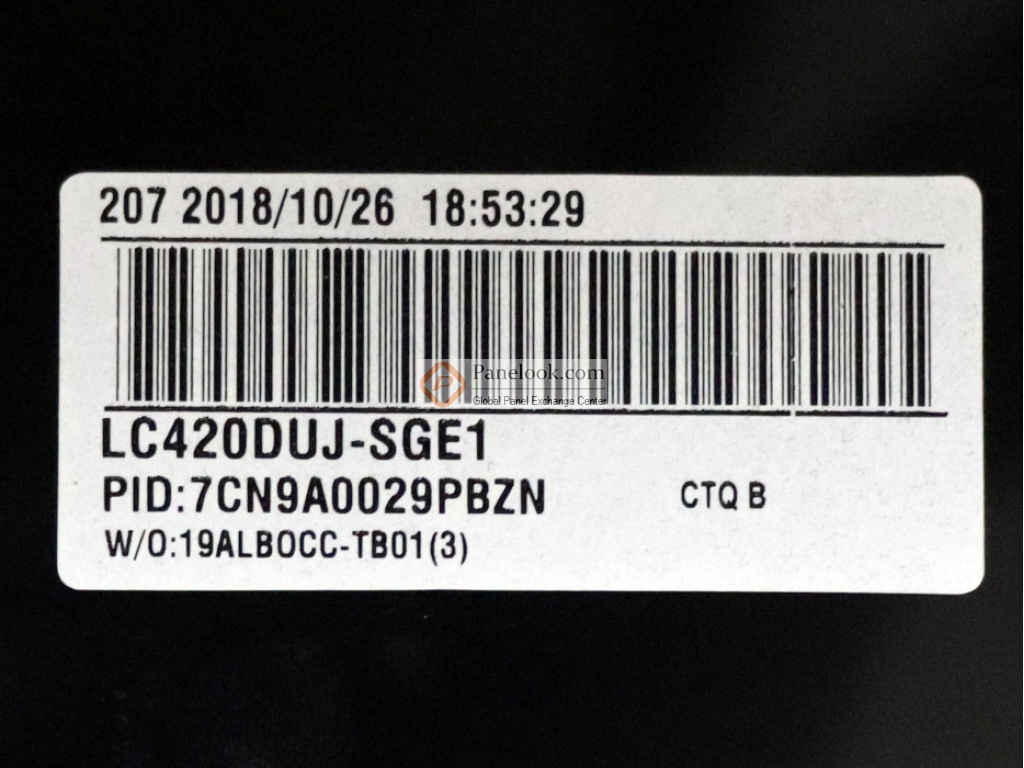 207 2018/10/26 18:53:29
Panelook.com
Global Panel Exchange Center
LC420DUJ-SGE1
PID:7CN9A0029PBZN
CTQ B
W/O:19ALBOCC-TB01(3)